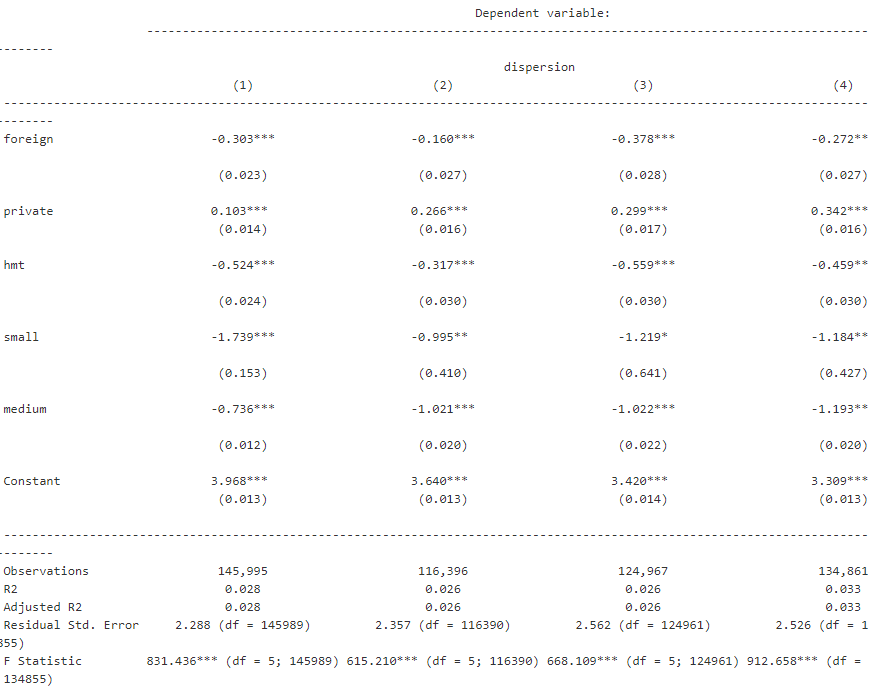 Dependent variable:
----------------------------------------------------------------------------------------------------
--------
dispersion
(1) (2) (3) (4)
------------------------------------------------------------------------------------------------------------------------
--------
foreign -0.303*** -0.160*** -0.378*** -0.272**
(0.023) (0.027) (0.028) (0.027)
private 0.103*** 0.266*** 0.299*** 0.342***
(0.014) (0.016) (0.017) (0.016)
hmt -0.524*** -0.317*** -0.559*** -0.459**
(0.024) (0.030) (0.030) (0.030)
small -1.739*** -0.995** -1.219* -1.184**
(0.153) (0.410) (0.641) (0.427)
medium -0.736*** -1.021*** -1.022*** -1.193**
(0.012) (0.020) (0.022) (0.020)
Constant 3.968*** 3.640*** 3.420*** 3.309***
(0.013) (0.013) (0.014) (0.013)
------------------------------------------------------------------------------------------------------------------------
--------
Observations 145,995 116,396 124,967 134,861
R2 0.028 0.026 0.026 0.033
Adjusted R2 0.028 0.026 0.026 0.033
Residual Std. Error 2.288 (df = 145989) 2.357 (df = 116390) 2.562 (df = 124961) 2.526 (df = 1
355)
F Statistic 831.436*** (df = 5; 145989) 615.210*** (df = 5; 116390) 668.109*** (df = 5; 124961) 912.658*** (df =
134855)